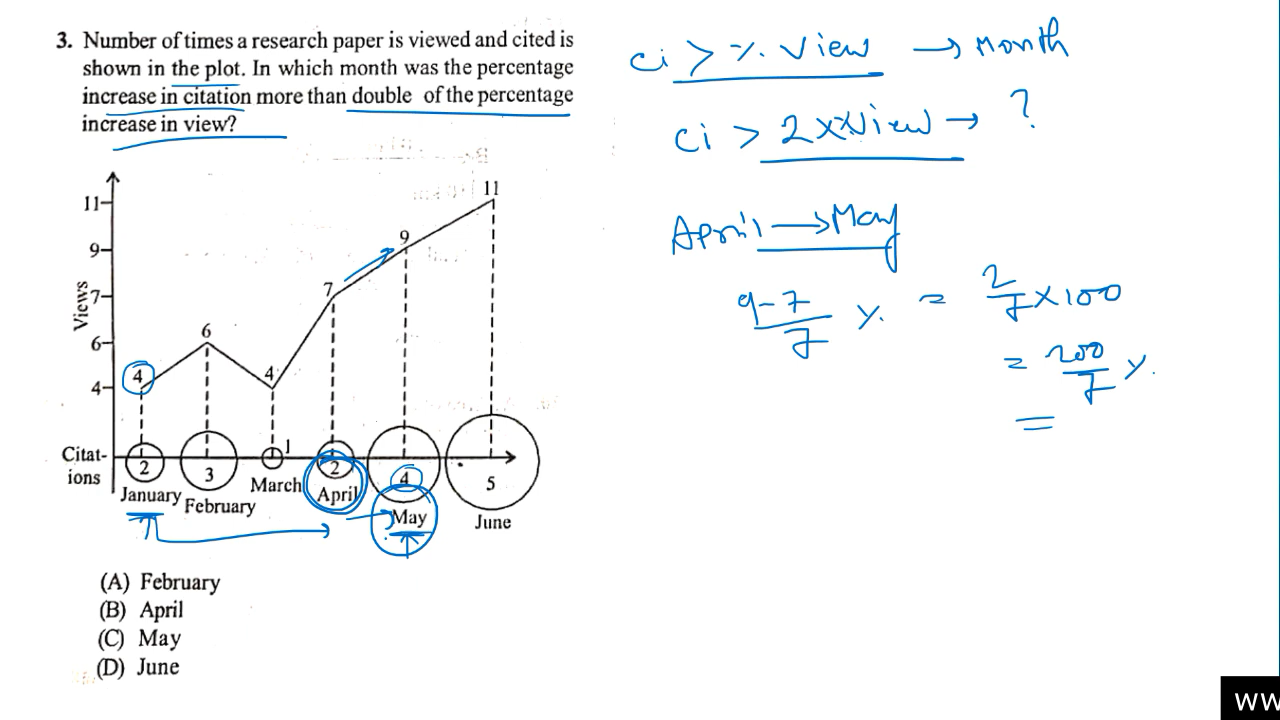 3. Number of times a research paper is viewed and cited is
shown in the plot. In which month was the percentage
increase in citation more than double of the percentage
increase in view?
11
9
7
6
4
Views
4
6
4
7
9
11
Citat-
ions
2
3
1
2
4
5
January
February
March
April
May
June
(A) February
(B) April
(C) May
(D) June
Ci > % View → Month
Ci > 2 x View → ?
April → May
9-7/7 % = 2/7 x 100
= 200/7 %
=
ww